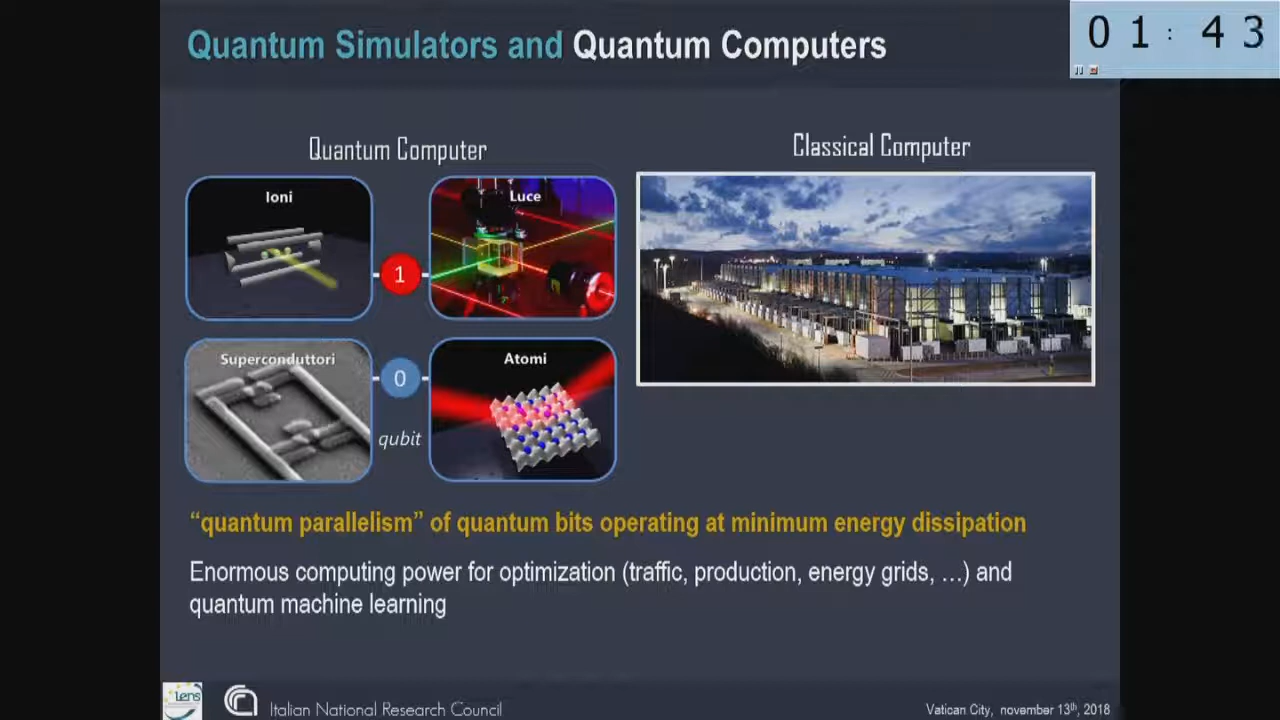 Quantum Simulators and Quantum Computers
01:43
Quantum Computer
Classical Computer
Ioni
Luce
1
Superconduttori
0
Atomi
qubit
“quantum parallelism” of quantum bits operating at minimum energy dissipation
Enormous computing power for optimization (traffic, production, energy grids, …) and
quantum machine learning
Lens
Italian National Research Council
Vatican City, november 13th, 2018